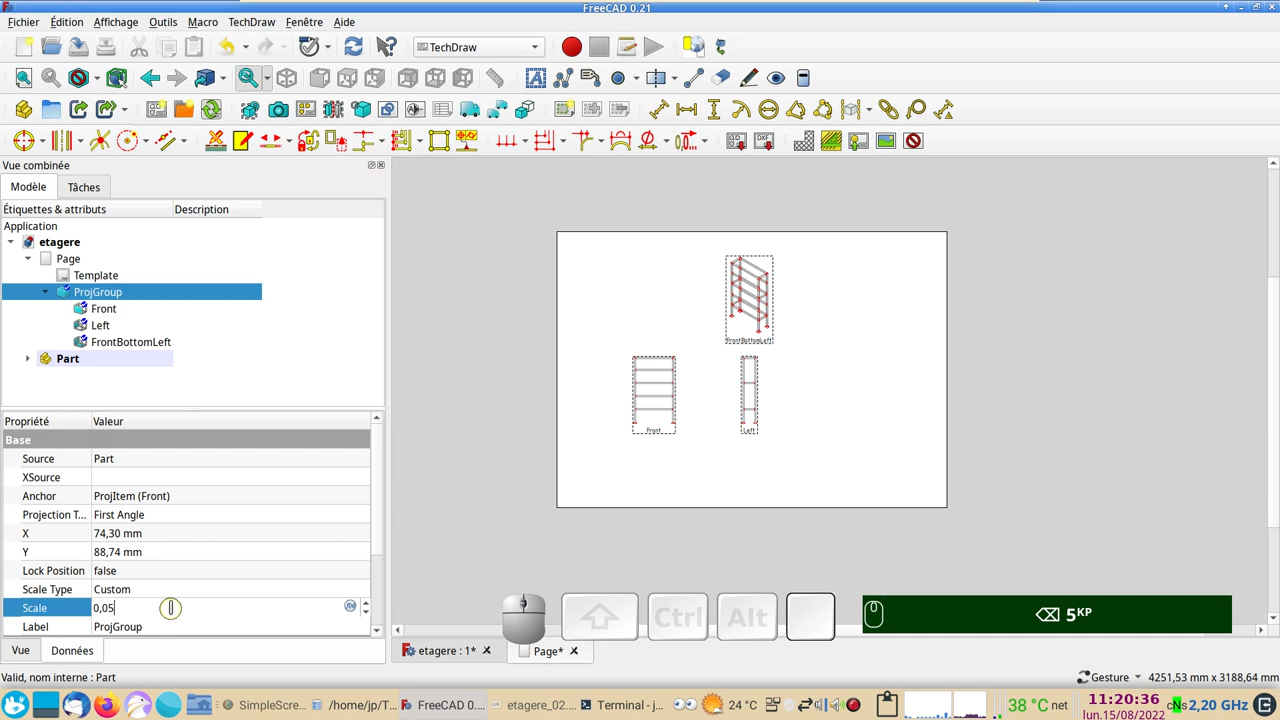 FreeCAD 0.21
Fichier Édition Affichage Outils Macro TechDraw Fenêtre Aide
TechDraw
Vue combinée
Modèle Tâches
Étiquettes & attributs Description
Application
etagere
Page
Template
ProjGroup
Front
Left
FrontBottomLeft
Part
FrontBottomLeft
Front
Left
Propriété Valeur
Base
Source Part
XSource
Anchor ProjItem (Front)
Projection T... First Angle
X 74,30 mm
Y 88,74 mm
Lock Position false
Scale Type Custom
Scale 0,05
Label ProjGroup
Ctrl Alt
⌫ 5KP
Vue Données
etagere : 1* Page*
Valid, nom interne : Part
Gesture 4251,53 mm x 3188,64 mm
SimpleScre... /home/jp/T... FreeCAD 0.... etagere_02.... Terminal - j... 24 °C 38 °C net 11:20:36 lun.15/08/2022 2,20 GHz